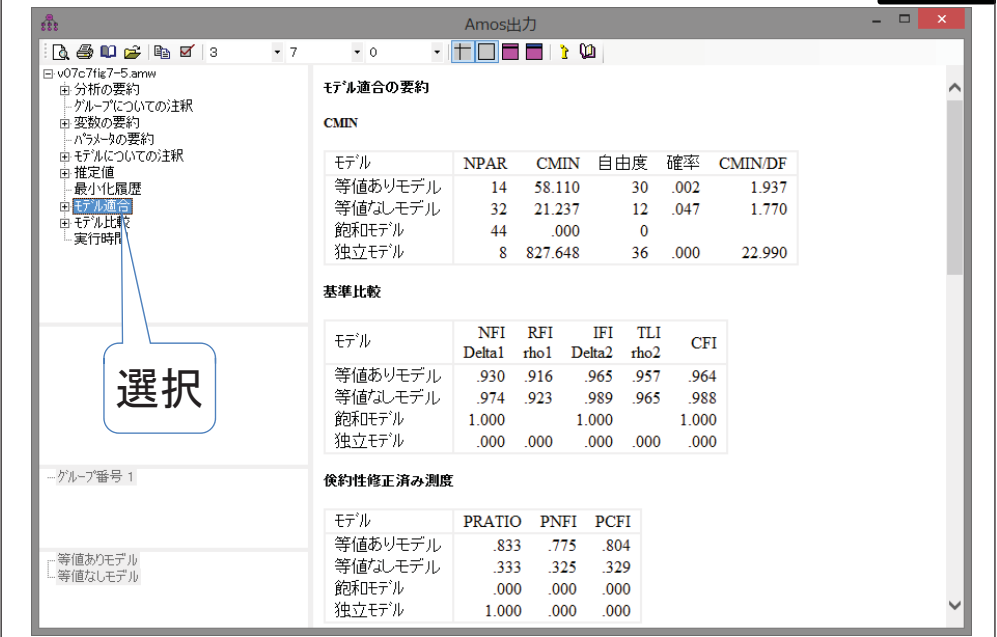 Amos出力
3 7 0
v07c7fig7-5.amw
分析の要約
グループについての注釈
変数の要約
パラメータの要約
モデルについての注釈
推定値
最小化履歴
モデル適合
モデル比較
実行時間
選択
グループ番号 1
等値ありモデル
等値なしモデル
モデル適合の要約
CMIN
モデル NPAR CMIN 自由度 確率 CMIN/DF
等値ありモデル 14 58.110 30 .002 1.937
等値なしモデル 32 21.237 12 .047 1.770
飽和モデル 44 .000 0
独立モデル 8 827.648 36 .000 22.990
基準比較
モデル NFI RFI IFI TLI CFI
Delta1 rho1 Delta2 rho2
等値ありモデル .930 .916 .965 .957 .964
等値なしモデル .974 .923 .989 .965 .988
飽和モデル 1.000 1.000 1.000
独立モデル .000 .000 .000 .000 .000
倹約性修正済み測度
モデル PRATIO PNFI PCFI
等値ありモデル .833 .775 .804
等値なしモデル .333 .325 .329
飽和モデル .000 .000 .000
独立モデル 1.000 .000 .000